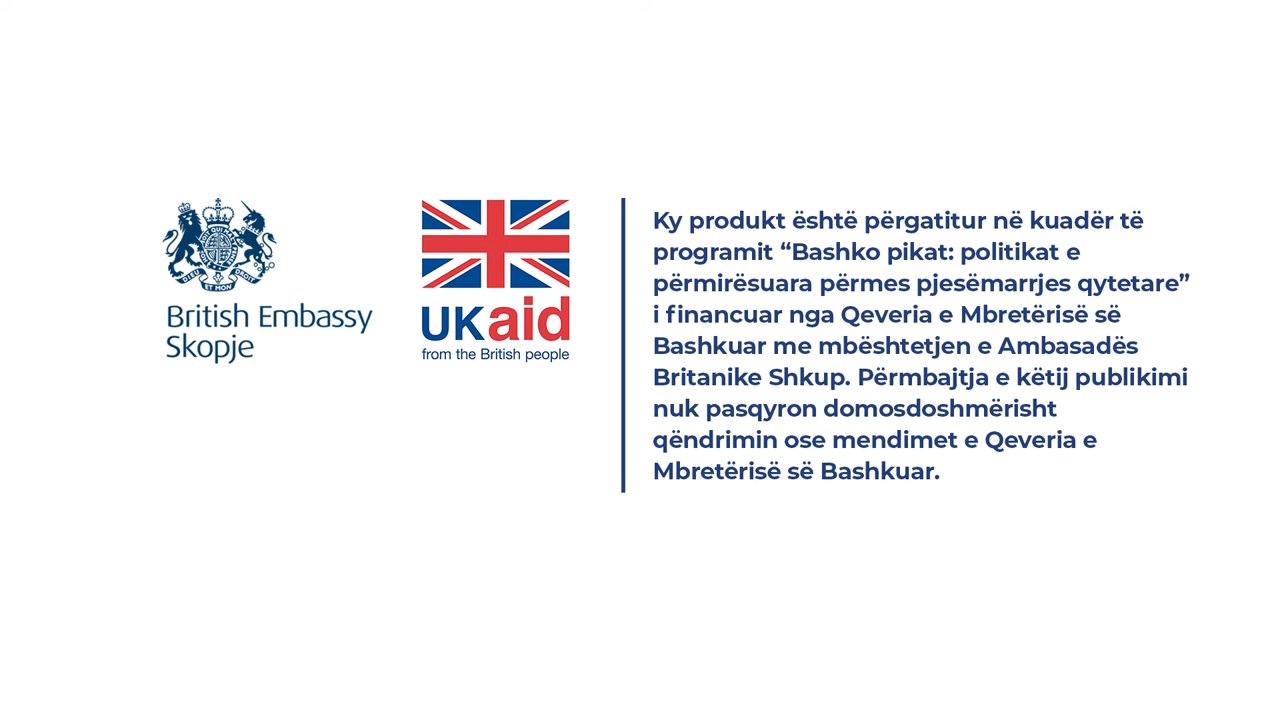 British Embassy
Skopje
UKaid
from the British people
Ky produkt është përgatitur në kuadër të
programit “Bashko pikat: politikat e
përmirësuara përmes pjesëmarrjes qytetare”
i financuar nga Qeveria e Mbretërisë së
Bashkuar me mbështetjen e Ambasadës
Britanike Shkup. Përmbajtja e këtij publikimi
nuk pasqyron domosdoshmërisht
qëndrimin ose mendimet e Qeveria e
Mbretërisë së Bashkuar.